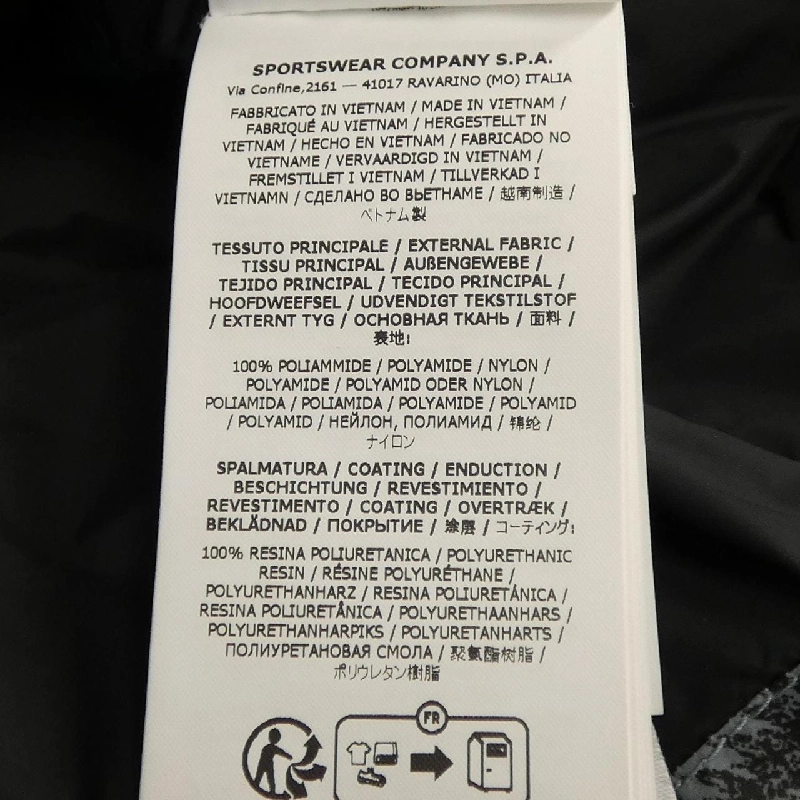 SPORTSWEAR COMPANY S.P.A.
Via Confine,2161 — 41017 RAVARINO (MO) ITALIA
FABBRICATO IN VIETNAM / MADE IN VIETNAM /
FABRIQUÉ AU VIETNAM / HERGESTELLT IN
VIETNAM / HECHO EN VIETNAM / FABRICADO NO
VIETNAME / VERVAARDIGD IN VIETNAM /
FREMSTILLET I VIETNAM / TILLVERKAD I
VIETNAMN / СДЕЛАНО ВО ВЬЕТНАМЕ / 越南制造 /
ベトナム製
TESSUTO PRINCIPALE / EXTERNAL FABRIC /
TISSU PRINCIPAL / AUßENGEWEBE /
TEJIDO PRINCIPAL / TECIDO PRINCIPAL /
HOOFDWEEFSEL / UDVENDIGT TEKSTILSTOF
/ EXTERNT TYG / ОСНОВНАЯ ТКАНЬ / 面料 /
表地:
100% POLIAMMIDE / POLYAMIDE / NYLON /
POLYAMIDE / POLYAMID ODER NYLON /
POLIAMIDA / POLIAMIDA / POLYAMIDE / POLYAMID
/ POLYAMID / НЕЙЛОН, ПОЛИАМИД / 锦纶 /
ナイロン
SPALMATURA / COATING / ENDUCTION /
BESCHICHTUNG / REVESTIMIENTO /
REVESTIMENTO / COATING / OVERTRÆK /
BEKLÄDNAD / ПОКРЫТИЕ / 涂层 / コーティング:
100% RESINA POLIURETANICA / POLYURETHANIC
RESIN / RÉSINE POLYURÉTHANE /
POLYURETHANHARZ / RESINA POLIURETÁNICA /
RESINA POLIURETÂNICA / POLYURETHAANHARS /
POLYURETHANHARPIKS / POLYURETANHARTS /
ПОЛИУРЕТАНОВАЯ СМОЛА / 聚氨酯树脂 /
ポリウレタン樹脂
FR